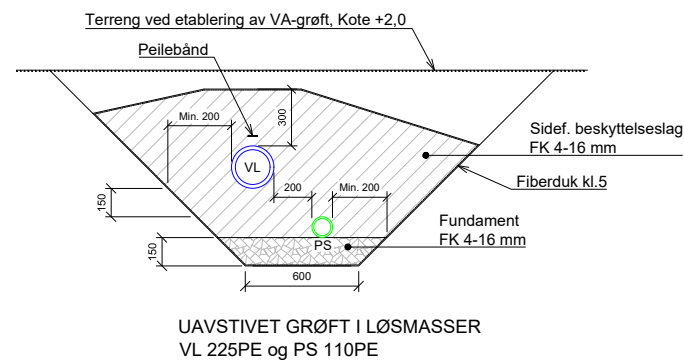 Terreng ved etablering av VA-grøft, Kote +2,0
Peilebånd
Min. 200
300
VL
Sidef. beskyttelseslag
FK 4-16 mm
Fiberduk kl.5
150
200
Min. 200
PS
Fundament
FK 4-16 mm
150
600
UAVSTIVET GRØFT I LØSMASSER
VL 225PE og PS 110PE